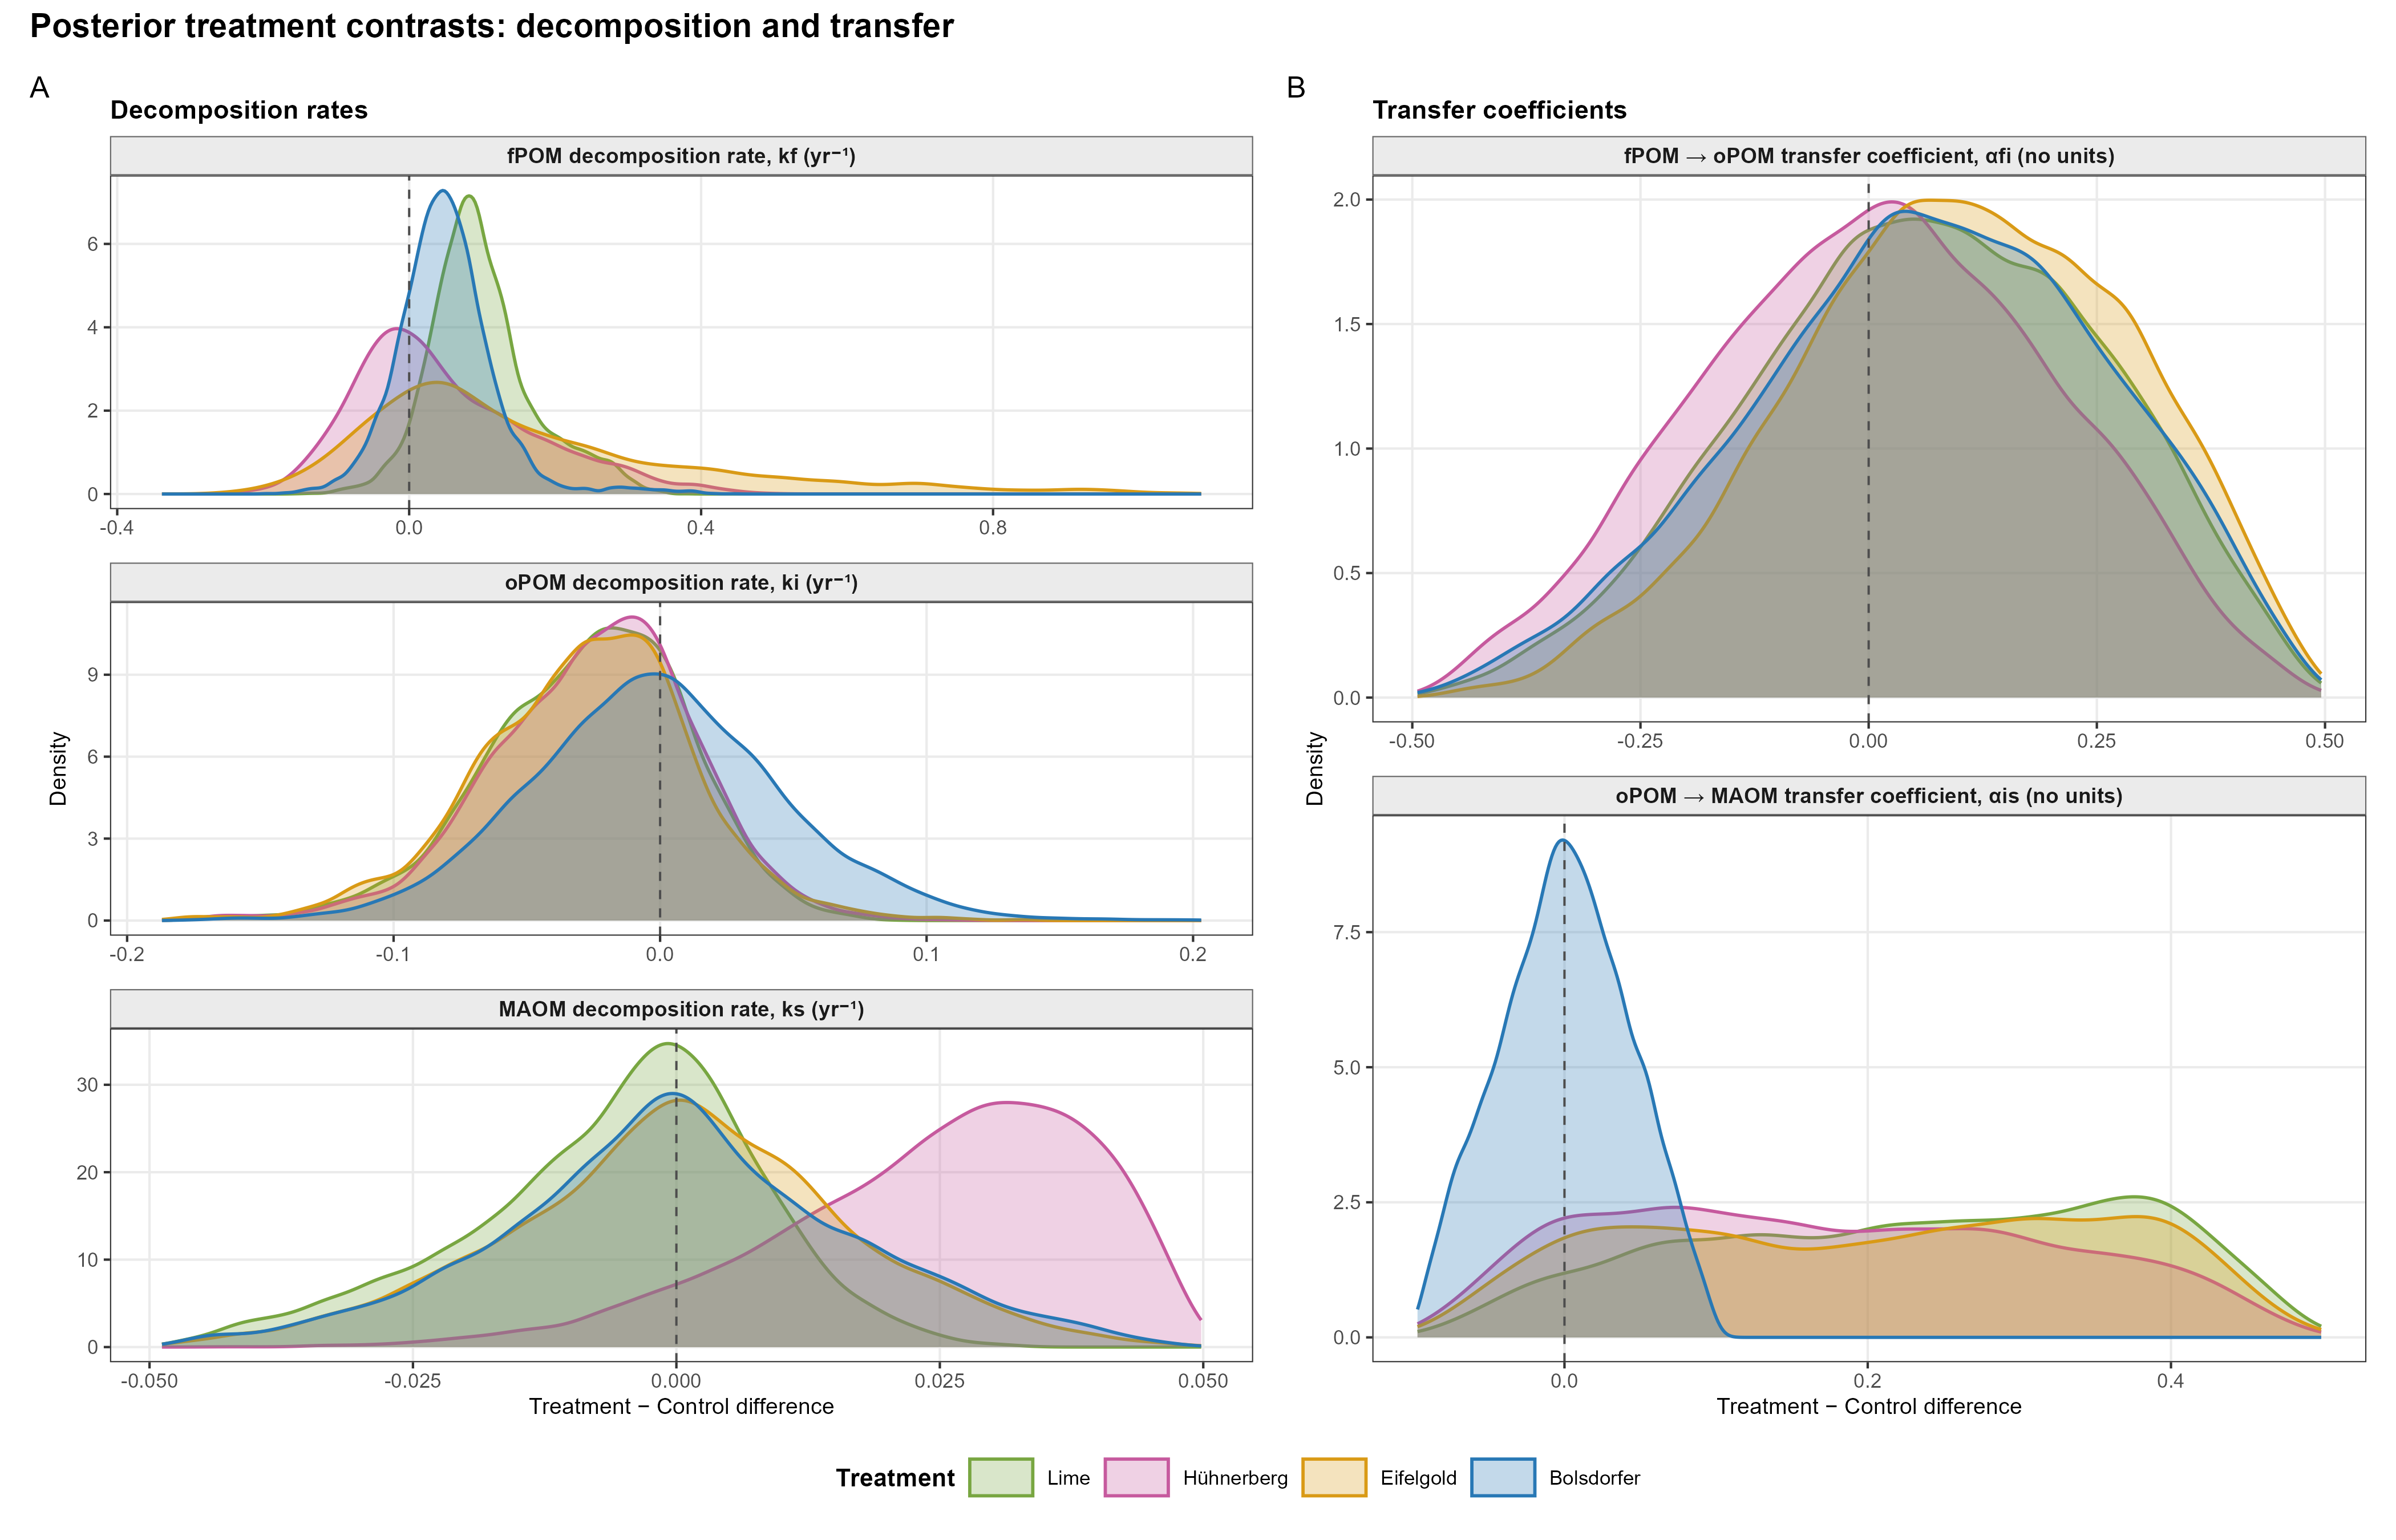 Posterior treatment contrasts: decomposition and transfer
A
Decomposition rates
fPOM decomposition rate, kf (yr⁻¹)
6
4
2
0
-0.4 0.0 0.4 0.8
oPOM decomposition rate, ki (yr⁻¹)
9
6
3
0
-0.2 -0.1 0.0 0.1 0.2
MAOM decomposition rate, ks (yr⁻¹)
30
20
10
0
-0.050 -0.025 0.000 0.025 0.050
Density
Treatment − Control difference
B
Transfer coefficients
fPOM → oPOM transfer coefficient, αfi (no units)
2.0
1.5
1.0
0.5
0.0
-0.50 -0.25 0.00 0.25 0.50
oPOM → MAOM transfer coefficient, αis (no units)
7.5
5.0
2.5
0.0
0.0 0.2 0.4
Density
Treatment − Control difference
Treatment Lime Hühnerberg Eifelgold Bolsdorfer